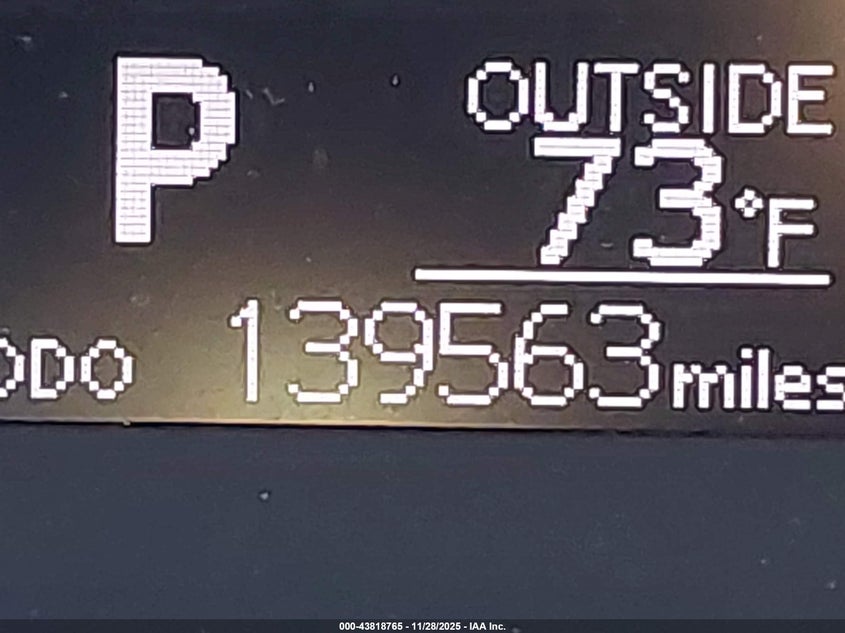 P
OUTSIDE
73°F
ODO 139563 miles
000-43818765 - 11/28/2025 - IAA Inc.